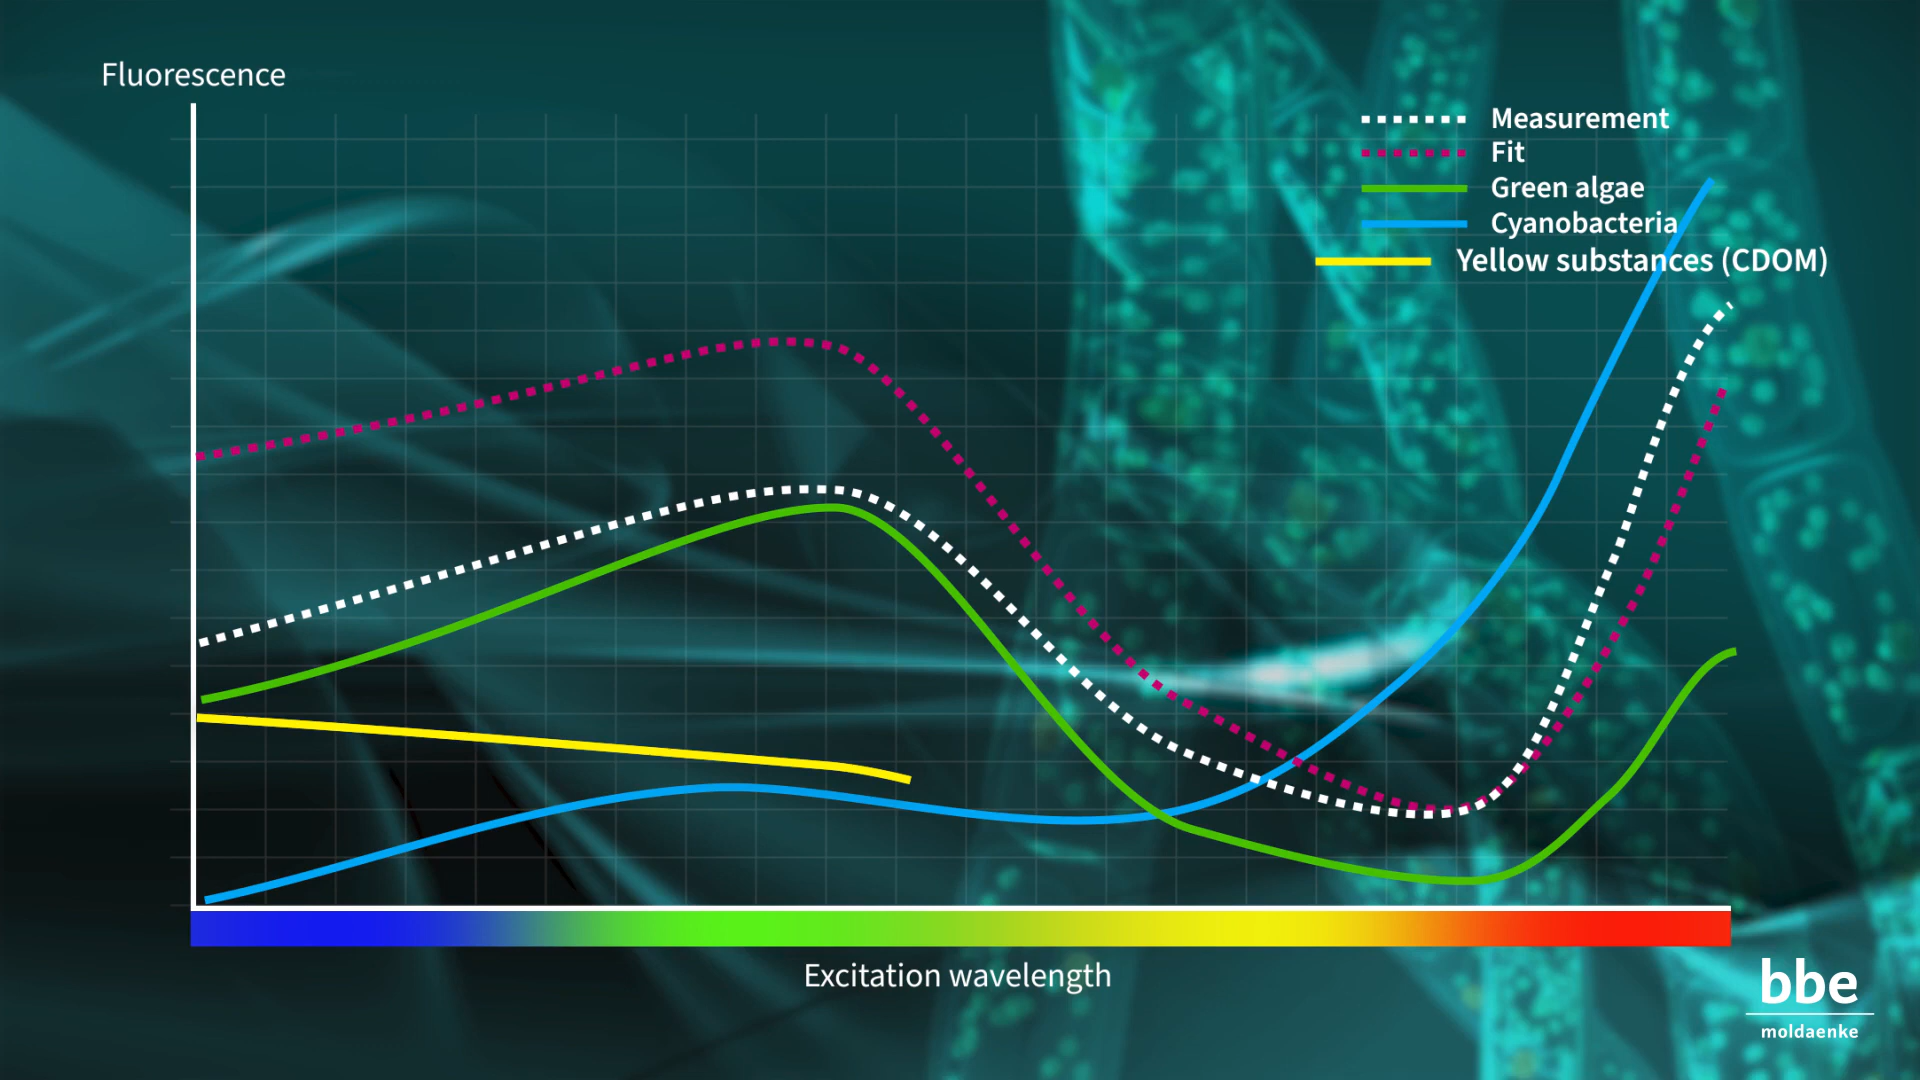 Fluorescence
Measurement
Fit
Green algae
Cyanobacteria
Yellow substances (CDOM)
Excitation wavelength
bbe
moldaenke